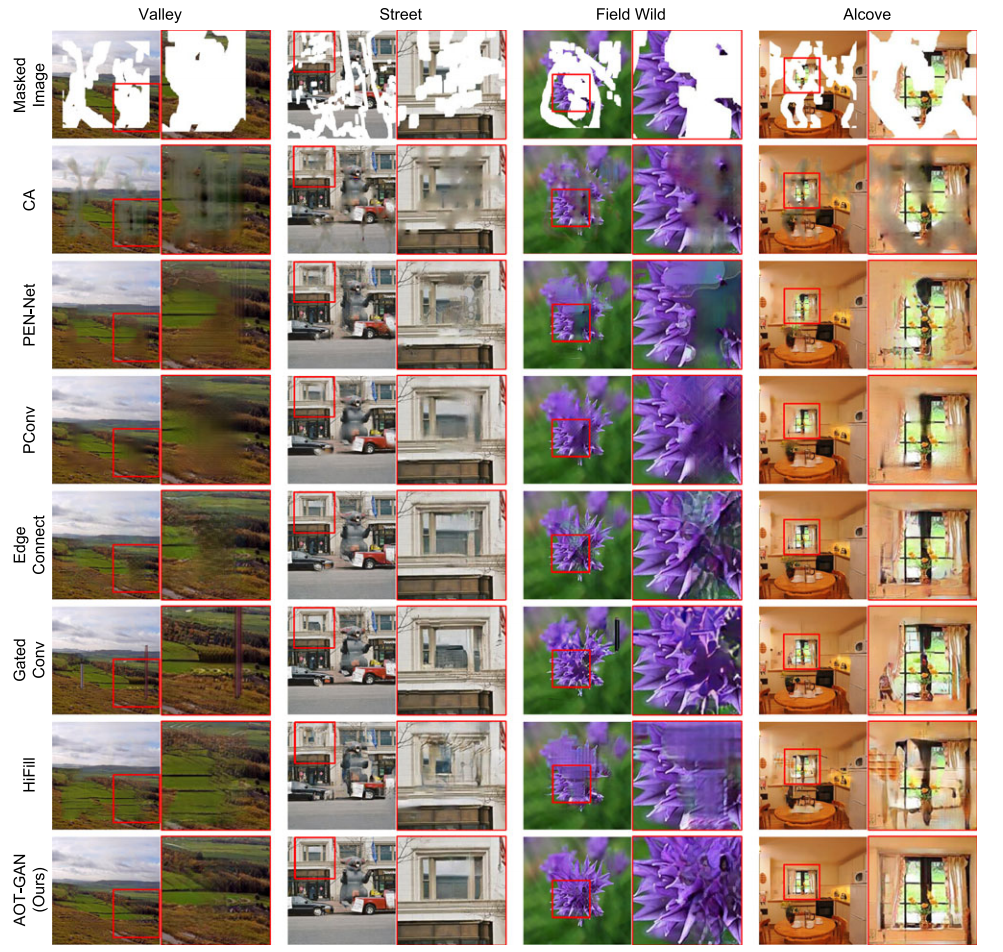 Valley Street Field Wild Alcove
Masked
Image
CA
PEN-Net
PConv
Edge
Connect
Gated
Conv
HiFill
AOT-GAN
(Ours)